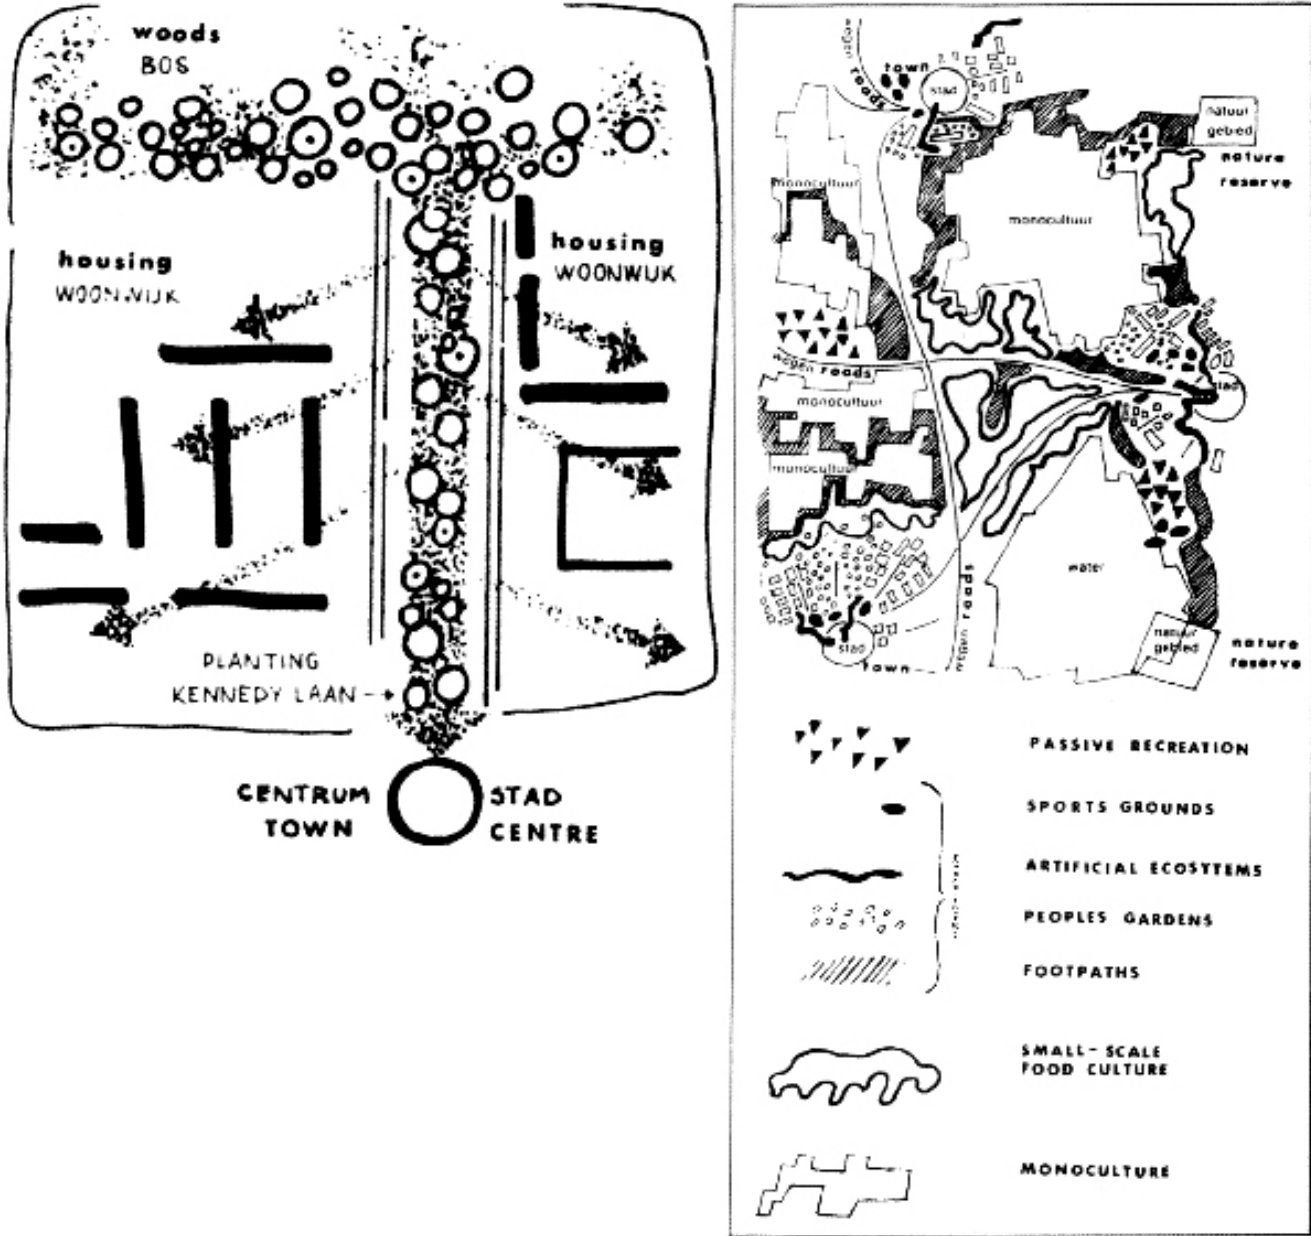 woods
BOS
housing
WOONWIJK
housing
WOONWIJK
PLANTING
KENNEDY LAAN
CENTRUM
TOWN
STAD
CENTRE
wegen roads
town
stad
natuur
gebied
nature
reserve
monocultuur
monocultuur
wegen roads
stad
monocultuur
monocultuur
water
wegen roads
stad
town
natuur
gebied
nature
reserve
PASSIVE RECREATION
SPORTS GROUNDS
ARTIFICIAL ECOSYTEMS
PEOPLES GARDENS
FOOTPATHS
SMALL-SCALE
FOOD CULTURE
MONOCULTURE